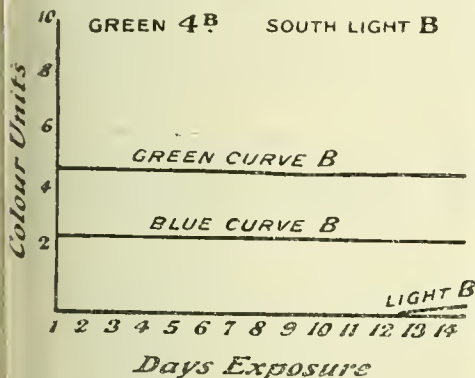 GREEN 4B. SOUTH LIGHT B
10
8
6
4
2
Colour Units
GREEN CURVE B
BLUE CURVE B
LIGHT B
1 2 3 4 5 6 7 8 9 10 11 12 13 14
Days Exposure